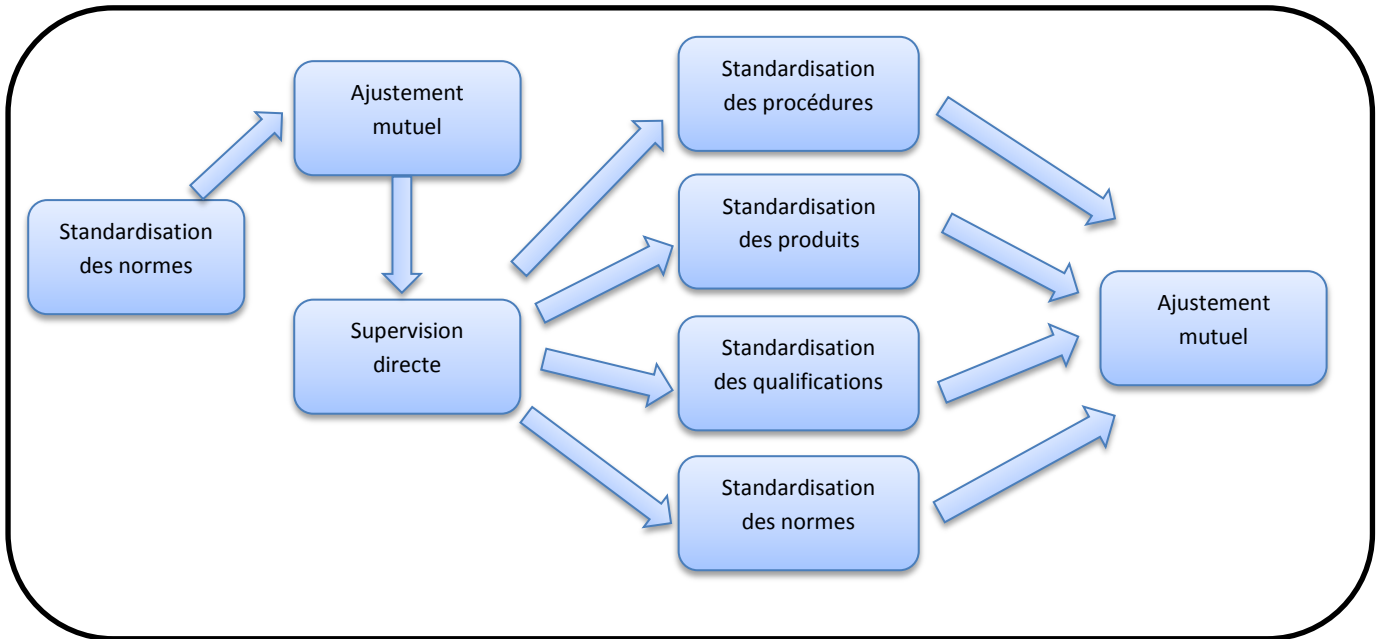 Standardisation
des normes
Ajustement
mutuel
Supervision
directe
Standardisation
des procédures
Standardisation
des produits
Standardisation
des qualifications
Standardisation
des normes
Ajustement
mutuel